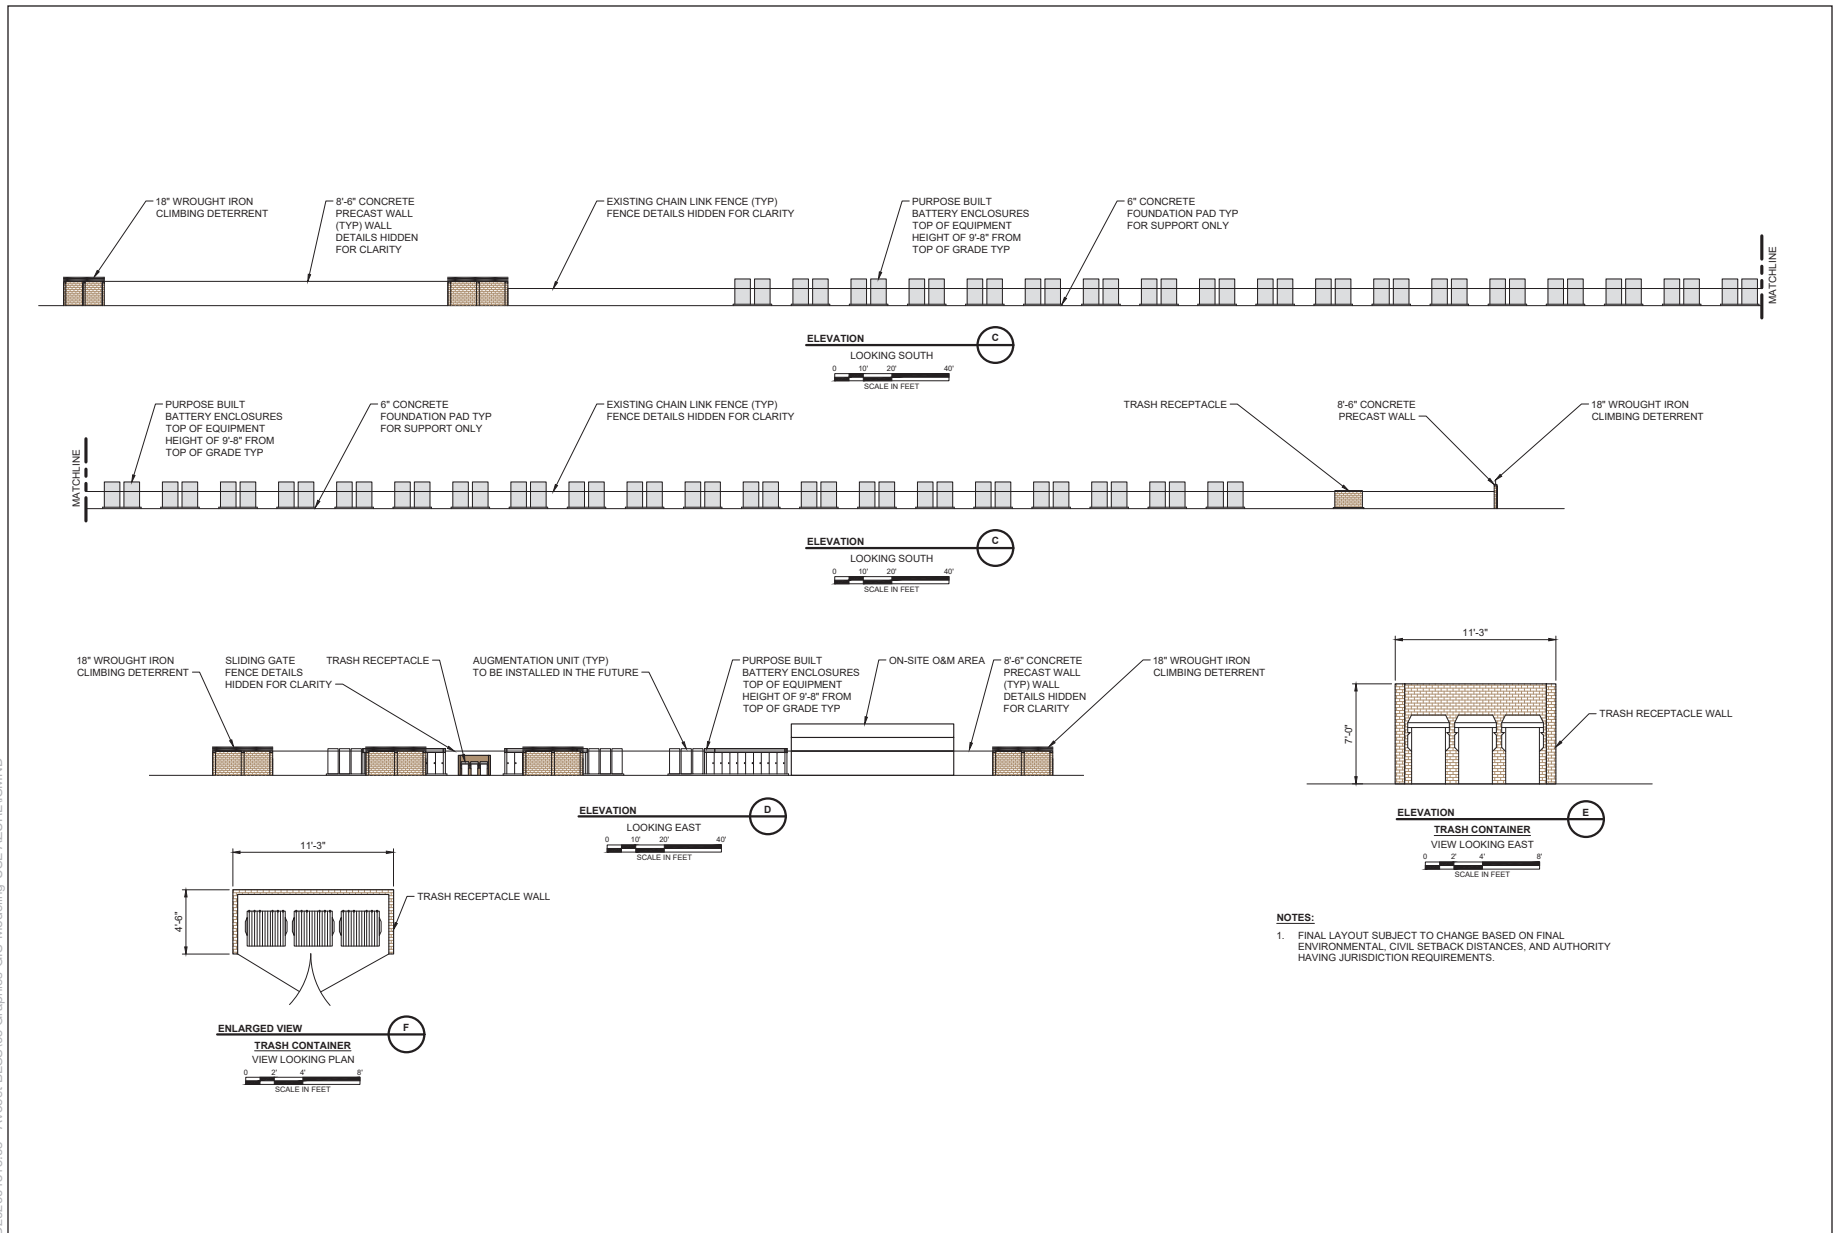 18" WROUGHT IRON
CLIMBING DETERRENT
8'-6" CONCRETE
PRECAST WALL
(TYP) WALL
DETAILS HIDDEN
FOR CLARITY
EXISTING CHAIN LINK FENCE (TYP)
FENCE DETAILS HIDDEN FOR CLARITY
PURPOSE BUILT
BATTERY ENCLOSURES
TOP OF EQUIPMENT
HEIGHT OF 9'-8" FROM
TOP OF GRADE TYP
6" CONCRETE
FOUNDATION PAD TYP
FOR SUPPORT ONLY
MATCHLINE
ELEVATION
C
LOOKING SOUTH
0 10' 20' 40'
SCALE IN FEET
PURPOSE BUILT
BATTERY ENCLOSURES
TOP OF EQUIPMENT
HEIGHT OF 9'-8" FROM
TOP OF GRADE TYP
6" CONCRETE
FOUNDATION PAD TYP
FOR SUPPORT ONLY
EXISTING CHAIN LINK FENCE (TYP)
FENCE DETAILS HIDDEN FOR CLARITY
TRASH RECEPTACLE
8'-6" CONCRETE
PRECAST WALL
18" WROUGHT IRON
CLIMBING DETERRENT
MATCHLINE
ELEVATION
C
LOOKING SOUTH
0 10' 20' 40'
SCALE IN FEET
18" WROUGHT IRON
CLIMBING DETERRENT
SLIDING GATE
FENCE DETAILS
HIDDEN FOR CLARITY
TRASH RECEPTACLE
AUGMENTATION UNIT (TYP)
TO BE INSTALLED IN THE FUTURE
PURPOSE BUILT
BATTERY ENCLOSURES
TOP OF EQUIPMENT
HEIGHT OF 9'-8" FROM
TOP OF GRADE TYP
ON-SITE O&M AREA
8'-6" CONCRETE
PRECAST WALL
(TYP) WALL
DETAILS HIDDEN
FOR CLARITY
18" WROUGHT IRON
CLIMBING DETERRENT
ELEVATION
D
LOOKING EAST
0 10' 20' 40'
SCALE IN FEET
11'-3"
7'-0"
TRASH RECEPTACLE WALL
ELEVATION
E
TRASH CONTAINER
VIEW LOOKING EAST
0 2' 4' 8'
SCALE IN FEET
11'-3"
4'-6"
TRASH RECEPTACLE WALL
ENLARGED VIEW
F
TRASH CONTAINER
VIEW LOOKING PLAN
0 2' 4' 8'
SCALE IN FEET
NOTES:
1. FINAL LAYOUT SUBJECT TO CHANGE BASED ON FINAL
ENVIRONMENTAL, CIVIL SETBACK DISTANCES, AND AUTHORITY
HAVING JURISDICTION REQUIREMENTS.